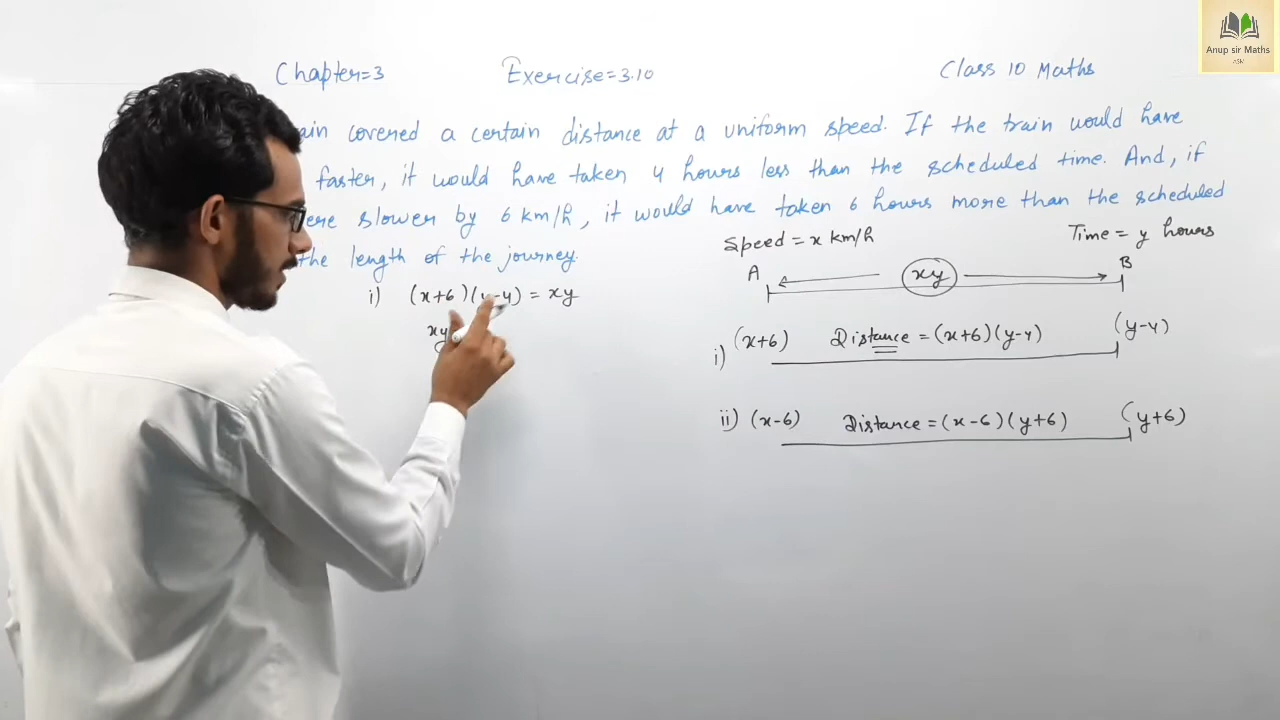 Anup sir Maths
ASM
Chapter=3 Exercise=3.10 Class 10 Maths
ain covered a certain distance at a uniform speed. If the train would have
faster, it would have taken 4 hours less than the scheduled time. And, if
ere slower by 6 km/h, it would have taken 6 hours more than the scheduled
the length of the journey.
Speed = x km/h Time = y hours
A xy B
i) (x+6)(y-4) = xy
xy
i) (x+6) Distance = (x+6)(y-4) (y-4)
ii) (x-6) Distance = (x-6)(y+6) (y+6)